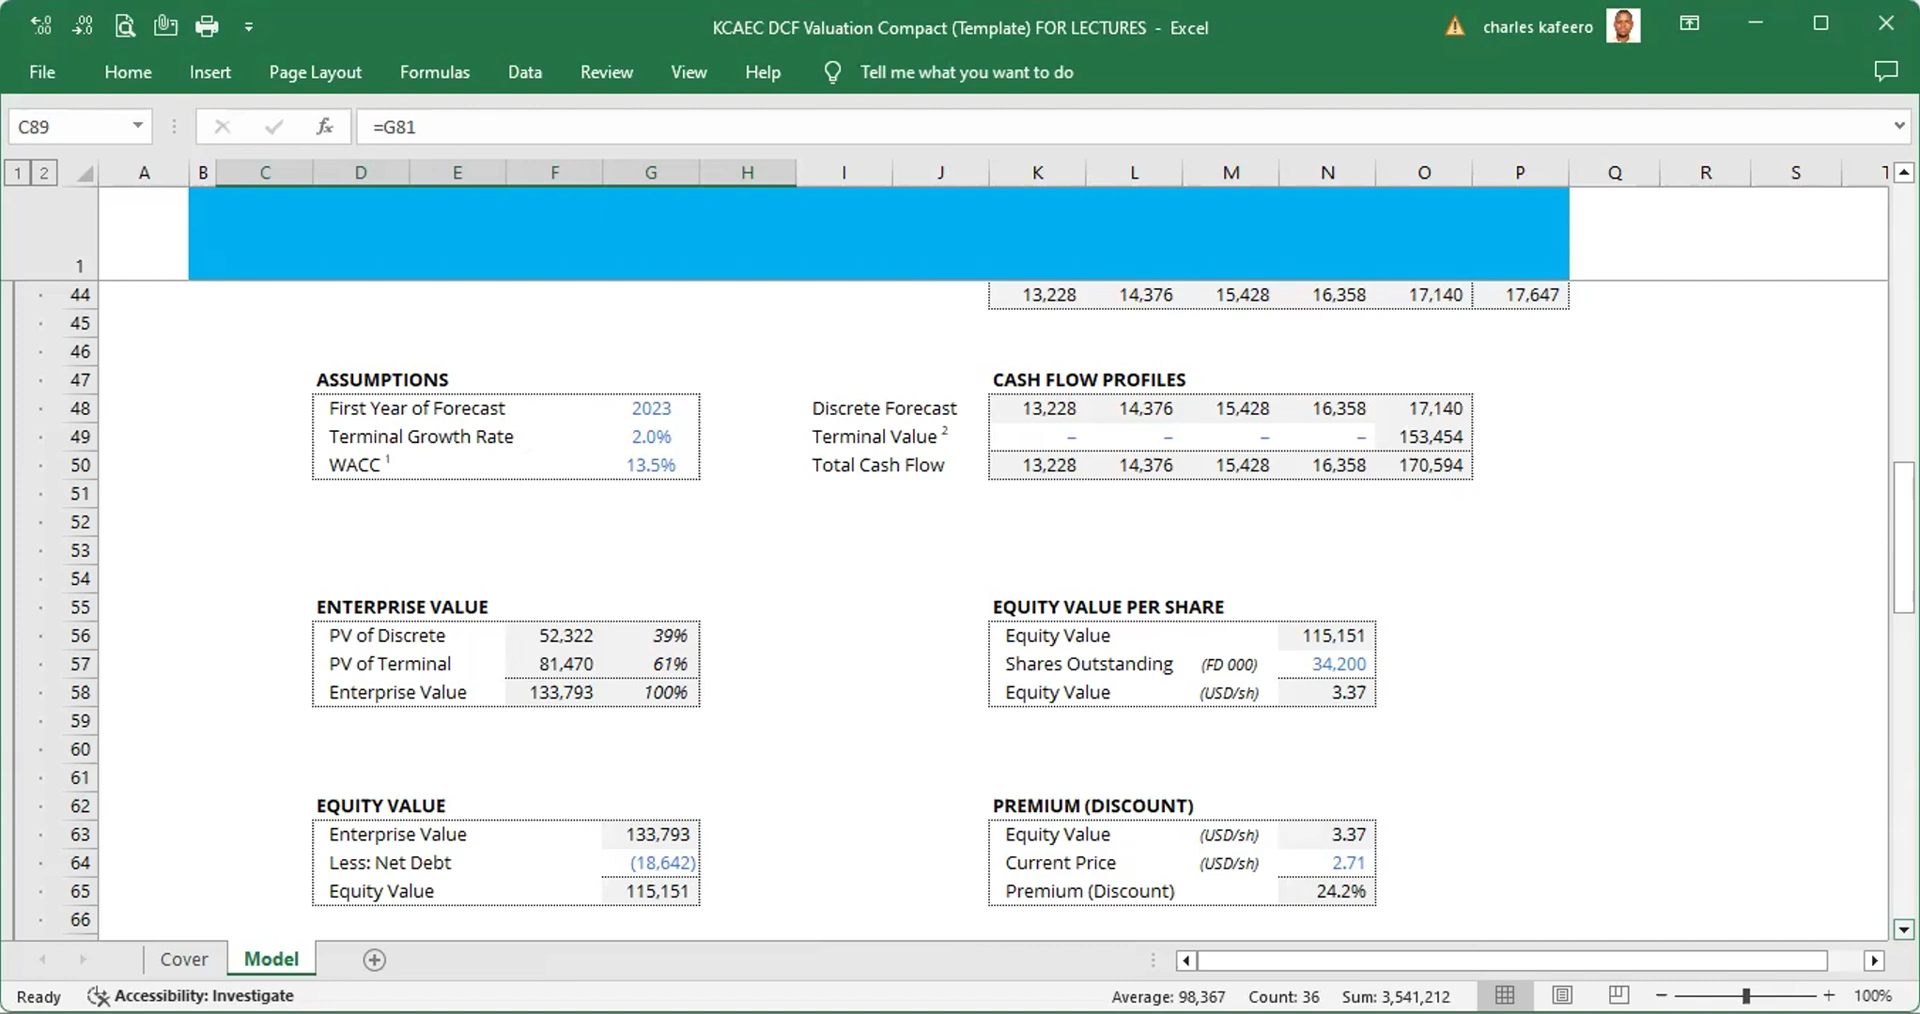 KCAEC DCF Valuation Compact (Template) FOR LECTURES - Excel
charles kafeero
File Home Insert Page Layout Formulas Data Review View Help Tell me what you want to do
C89 fx =G81
1 2 A B C D E F G H I J K L M N O P Q R S T
1
44 13,228 14,376 15,428 16,358 17,140 17,647
45
46
47 ASSUMPTIONS CASH FLOW PROFILES
48 First Year of Forecast 2023 Discrete Forecast 13,228 14,376 15,428 16,358 17,140
49 Terminal Growth Rate 2.0% Terminal Value 2 – – – – 153,454
50 WACC 1 13.5% Total Cash Flow 13,228 14,376 15,428 16,358 170,594
51
52
53
54
55 ENTERPRISE VALUE EQUITY VALUE PER SHARE
56 PV of Discrete 52,322 39% Equity Value 115,151
57 PV of Terminal 81,470 61% Shares Outstanding (FD 000) 34,200
58 Enterprise Value 133,793 100% Equity Value (USD/sh) 3.37
59
60
61
62 EQUITY VALUE PREMIUM (DISCOUNT)
63 Enterprise Value 133,793 Equity Value (USD/sh) 3.37
64 Less: Net Debt (18,642) Current Price (USD/sh) 2.71
65 Equity Value 115,151 Premium (Discount) 24.2%
66
Cover Model
Ready Accessibility: Investigate Average: 98,367 Count: 36 Sum: 3,541,212 100%